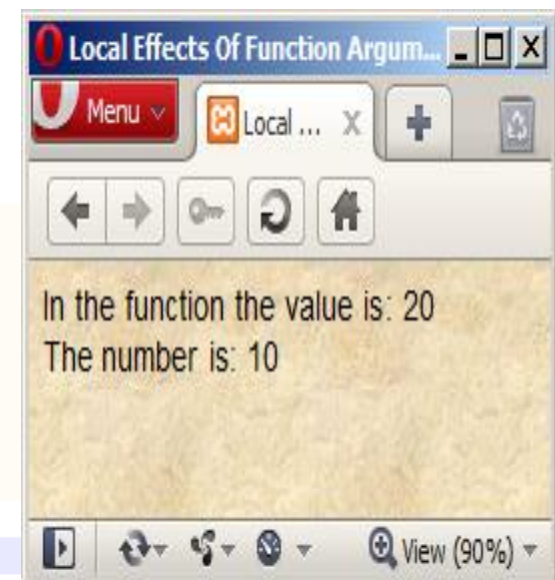 Local Effects Of Function Argum...
Menu
Local ...
In the function the value is: 20
The number is: 10
View (90%)